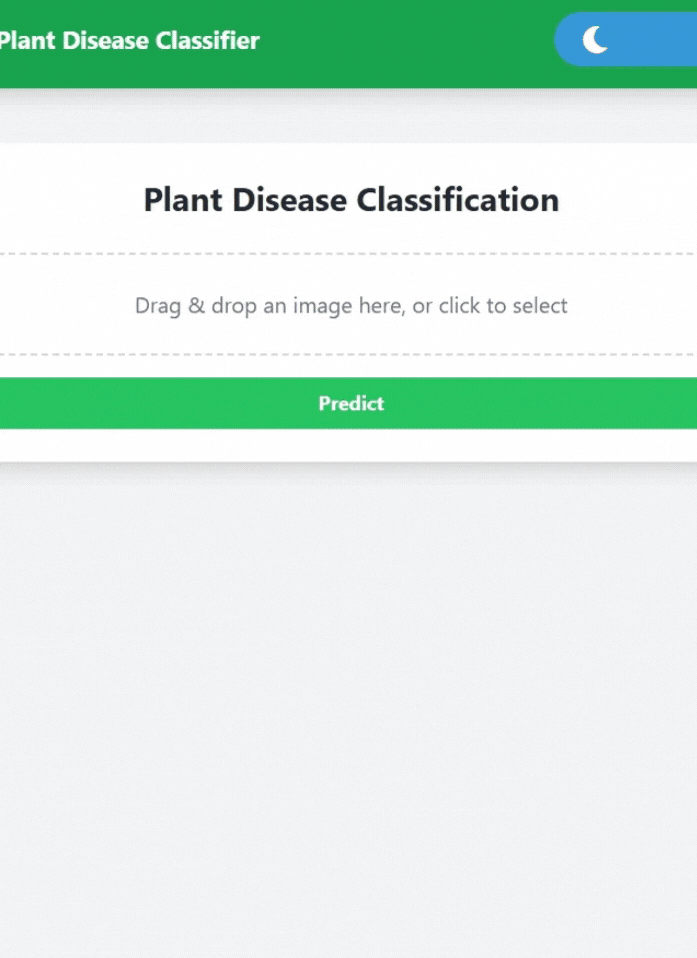 Plant Disease Classifier
Plant Disease Classification
Drag & drop an image here, or click to select
Predict